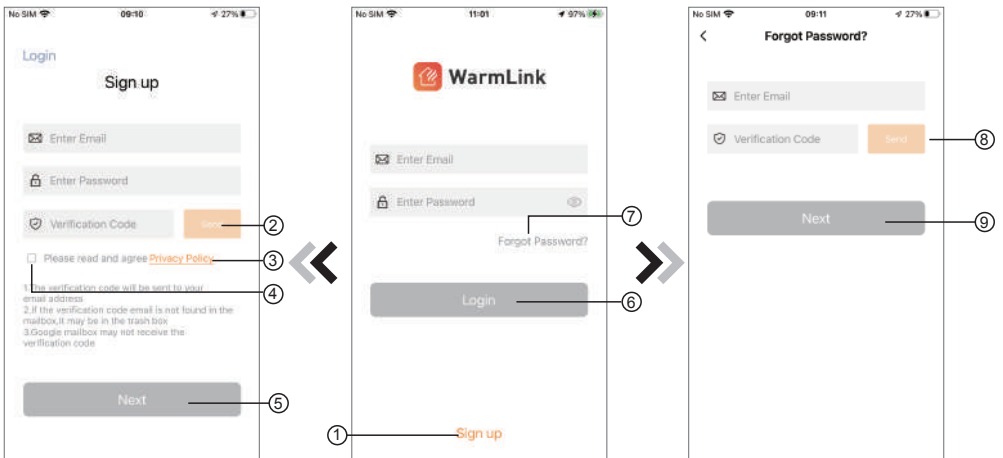 No SIM 09:10 27%
Login
Sign up
Enter Email
Enter Password
Verification Code Send ②
Please read and agree Privacy Policy ③
④
1.The verification code will be sent to your
email address
2.If the verification code email is not found in the
mailbox,It may be in the trash box
3.Google mailbox may not receive the
verification code
Next ⑤
No SIM 11:01 97%
WarmLink
Enter Email
Enter Password
⑦
Forgot Password?
Login ⑥
① Sign up
No SIM 09:11 27%
Forgot Password?
Enter Email
Verification Code Send ⑧
Next ⑨